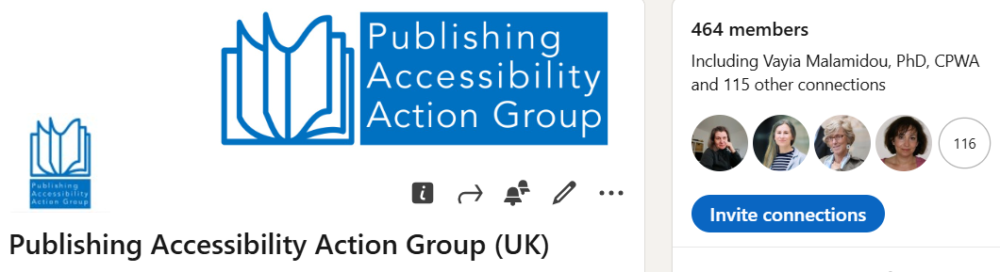 Publishing
Accessibility
Action Group
Publishing
Accessibility
Action Group
Publishing Accessibility Action Group (UK)
464 members
Including Vayia Malamidou, PhD, CPWA
and 115 other connections
116
Invite connections